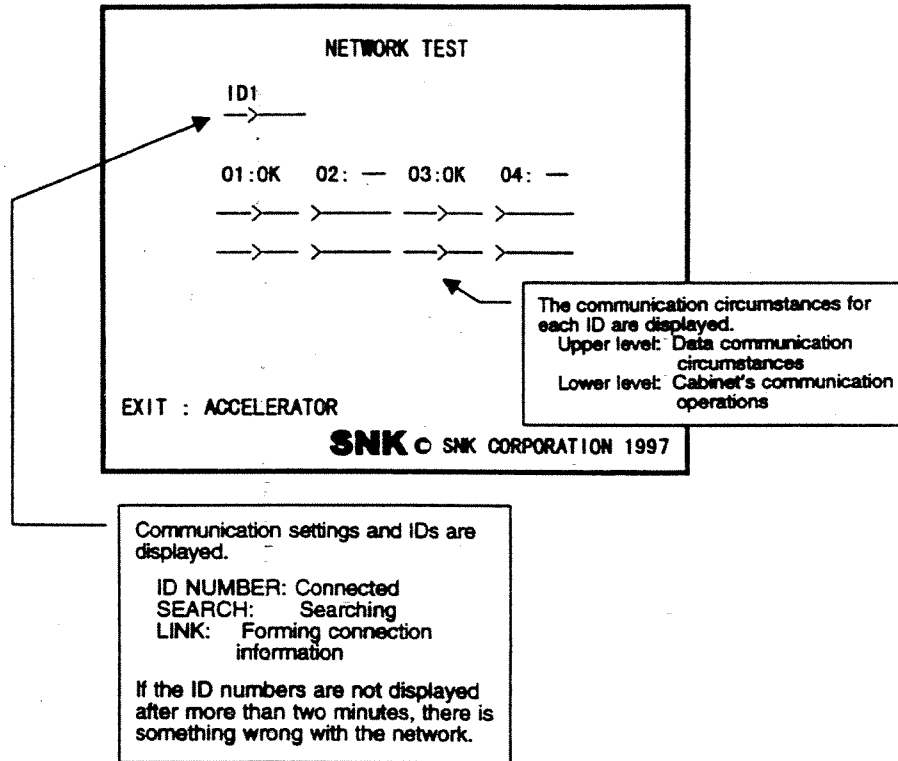 NETWORK TEST
ID1
01:OK 02: — 03:OK 04: —
The communication circumstances for
each ID are displayed.
Upper level: Data communication
circumstances
Lower level: Cabinet's communication
operations
EXIT : ACCELERATOR
SNK © SNK CORPORATION 1997
Communication settings and IDs are
displayed.
ID NUMBER: Connected
SEARCH: Searching
LINK: Forming connection
information
If the ID numbers are not displayed
after more than two minutes, there is
something wrong with the network.